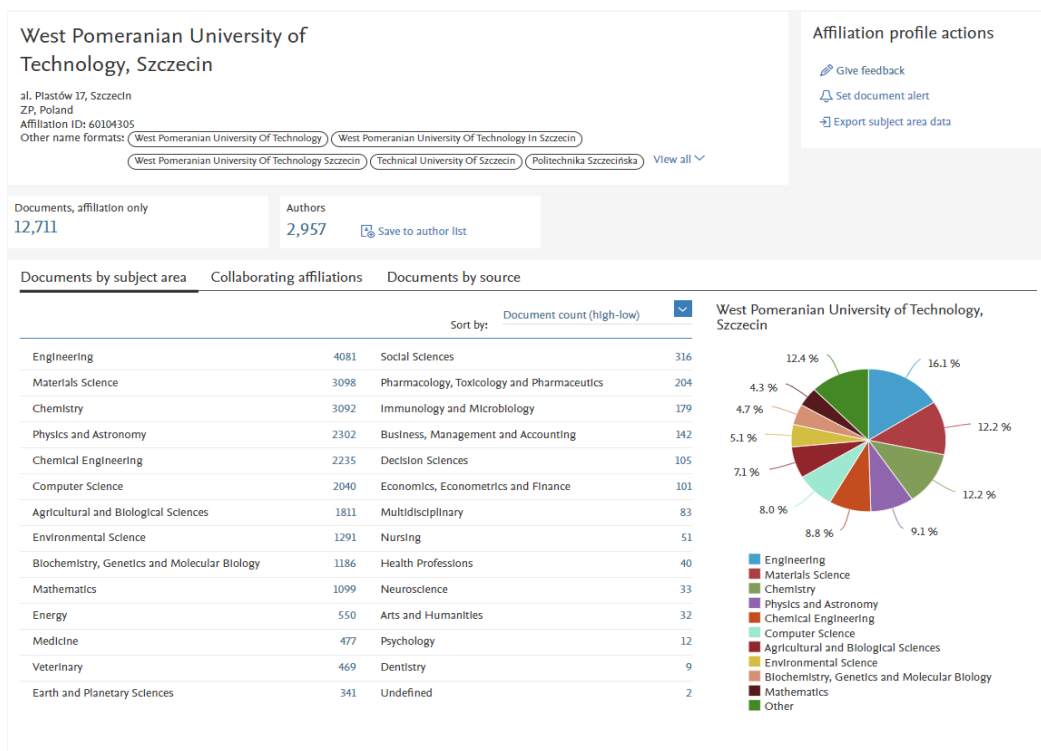 West Pomeranian University of
Technology, Szczecin
al. Piastów 17, Szczecin
ZP, Poland
Affiliation ID: 60104305
Other name formats: West Pomeranian University Of Technology West Pomeranian University Of Technology In Szczecin
West Pomeranian University Of Technology Szczecin Technical University Of Szczecin Politechnika Szczecińska View all
Affiliation profile actions
Give feedback
Set document alert
Export subject area data
Documents, affiliation only
12,711
Authors
2,957 Save to author list
Documents by subject area Collaborating affiliations Documents by source
Sort by: Document count (high-low)
Engineering 4081 Social Sciences 316
Materials Science 3098 Pharmacology, Toxicology and Pharmaceutics 204
Chemistry 3092 Immunology and Microbiology 179
Physics and Astronomy 2302 Business, Management and Accounting 142
Chemical Engineering 2235 Decision Sciences 105
Computer Science 2040 Economics, Econometrics and Finance 101
Agricultural and Biological Sciences 1811 Multidisciplinary 83
Environmental Science 1291 Nursing 51
Biochemistry, Genetics and Molecular Biology 1186 Health Professions 40
Mathematics 1099 Neuroscience 33
Energy 550 Arts and Humanities 32
Medicine 477 Psychology 12
Veterinary 469 Dentistry 9
Earth and Planetary Sciences 341 Undefined 2
West Pomeranian University of Technology,
Szczecin
12.4 %
16.1 %
4.3 %
4.7 %
12.2 %
5.1 %
7.1 %
12.2 %
8.0 %
8.8 %
9.1 %
Engineering
Materials Science
Chemistry
Physics and Astronomy
Chemical Engineering
Computer Science
Agricultural and Biological Sciences
Environmental Science
Biochemistry, Genetics and Molecular Biology
Mathematics
Other